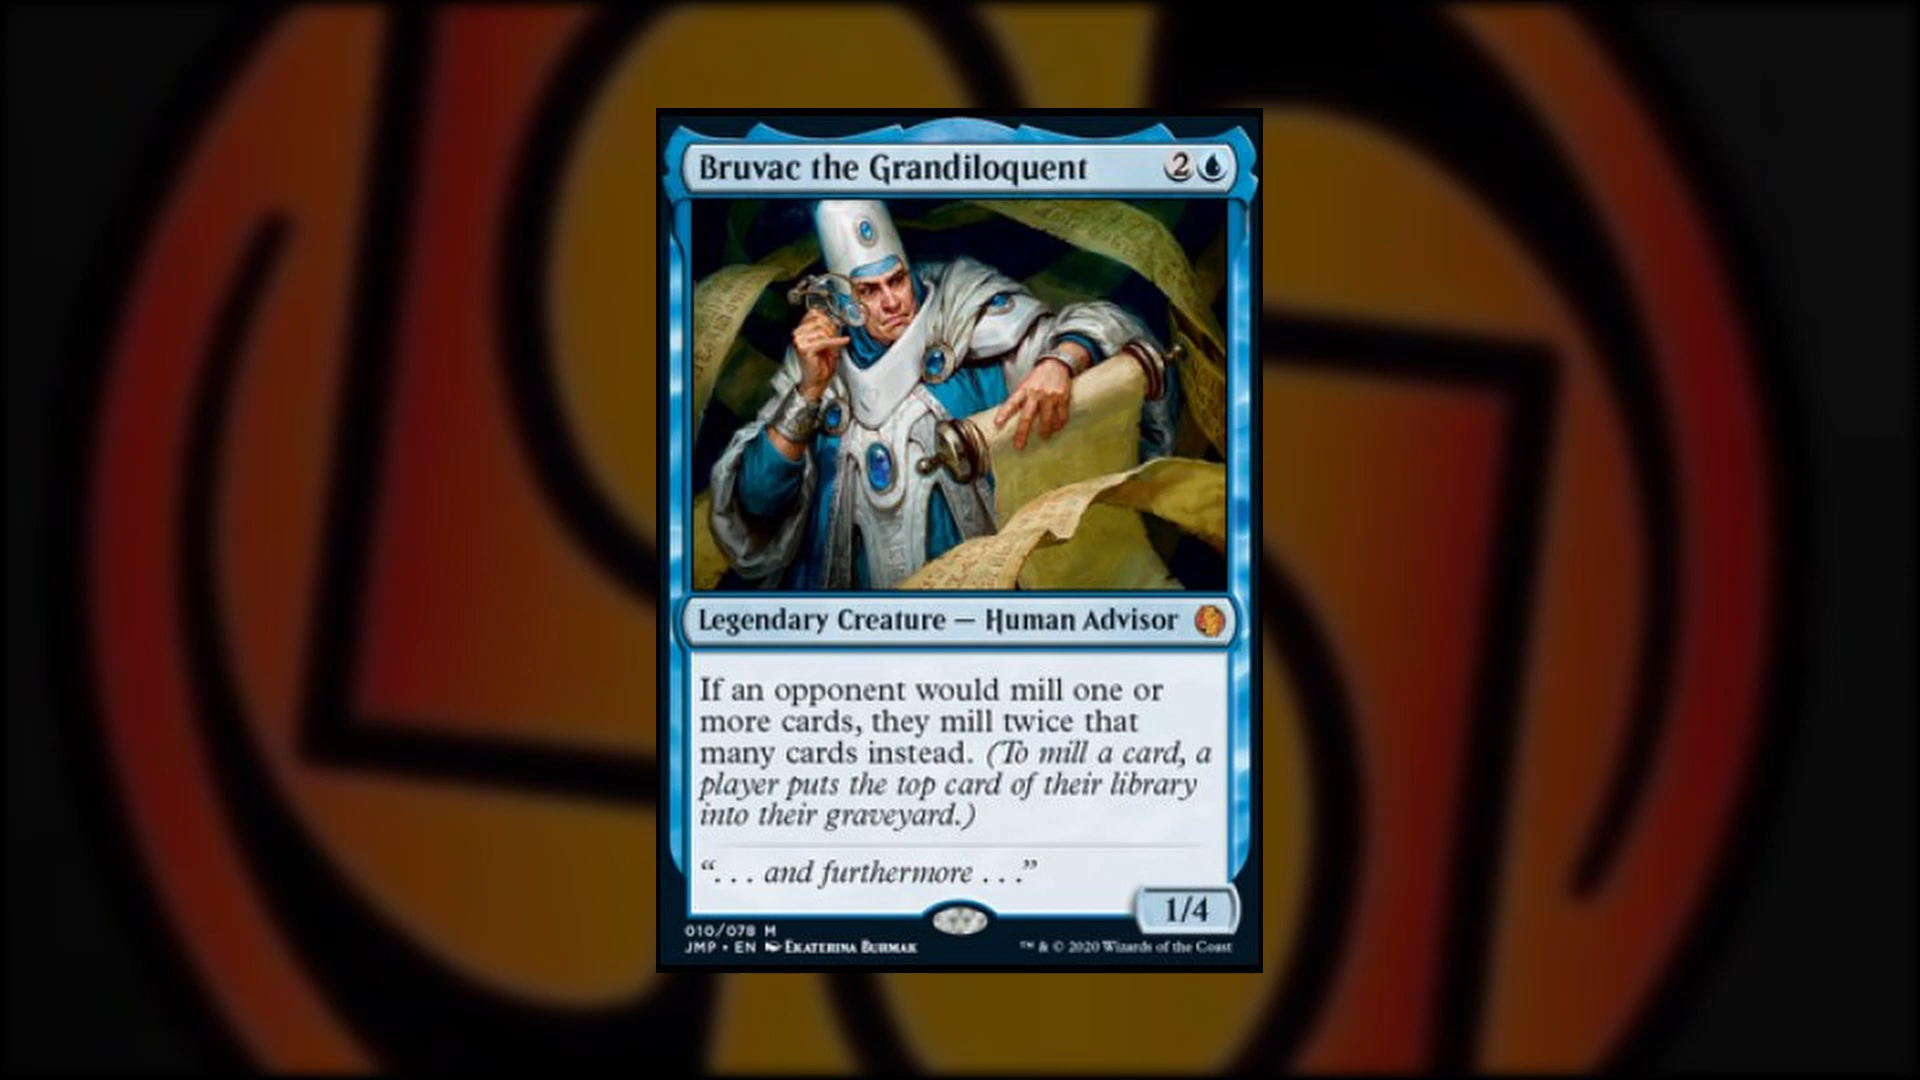 Bruvac the Grandiloquent 2
Legendary Creature — Human Advisor
If an opponent would mill one or
more cards, they mill twice that
many cards instead. (To mill a card, a
player puts the top card of their library
into their graveyard.)
“. . . and furthermore . . .”
1/4
010/078 M
JMP • EN EKATERINA BURMAK
™ & © 2020 Wizards of the Coast